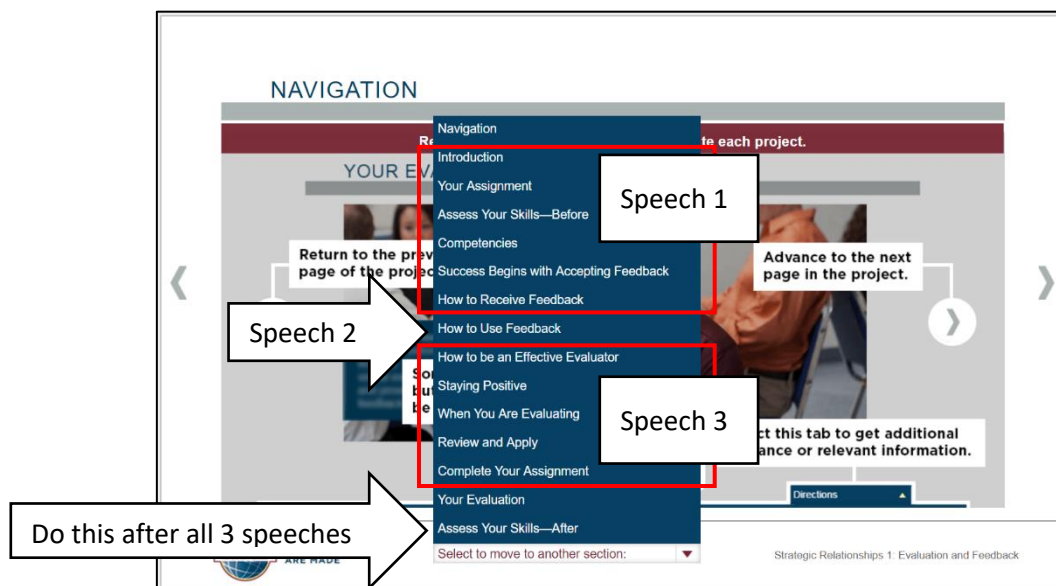 NAVIGATION
Navigation
Re
te each project.
Introduction
YOUR EV
Your Assignment
Speech 1
Assess Your Skills—Before
Competencies
Return to the prev
page of the projec
Advance to the next
page in the project.
Success Begins with Accepting Feedback
How to Receive Feedback
Speech 2
How to Use Feedback
How to be an Effective Evaluator
Staying Positive
Som
but
be
When You Are Evaluating
Speech 3
Review and Apply
ct this tab to get additional
ance or relevant information.
Complete Your Assignment
Your Evaluation
Directions
Assess Your Skills—After
Do this after all 3 speeches
Select to move to another section:
ARE MADE
Strategic Relationships 1: Evaluation and Feedback